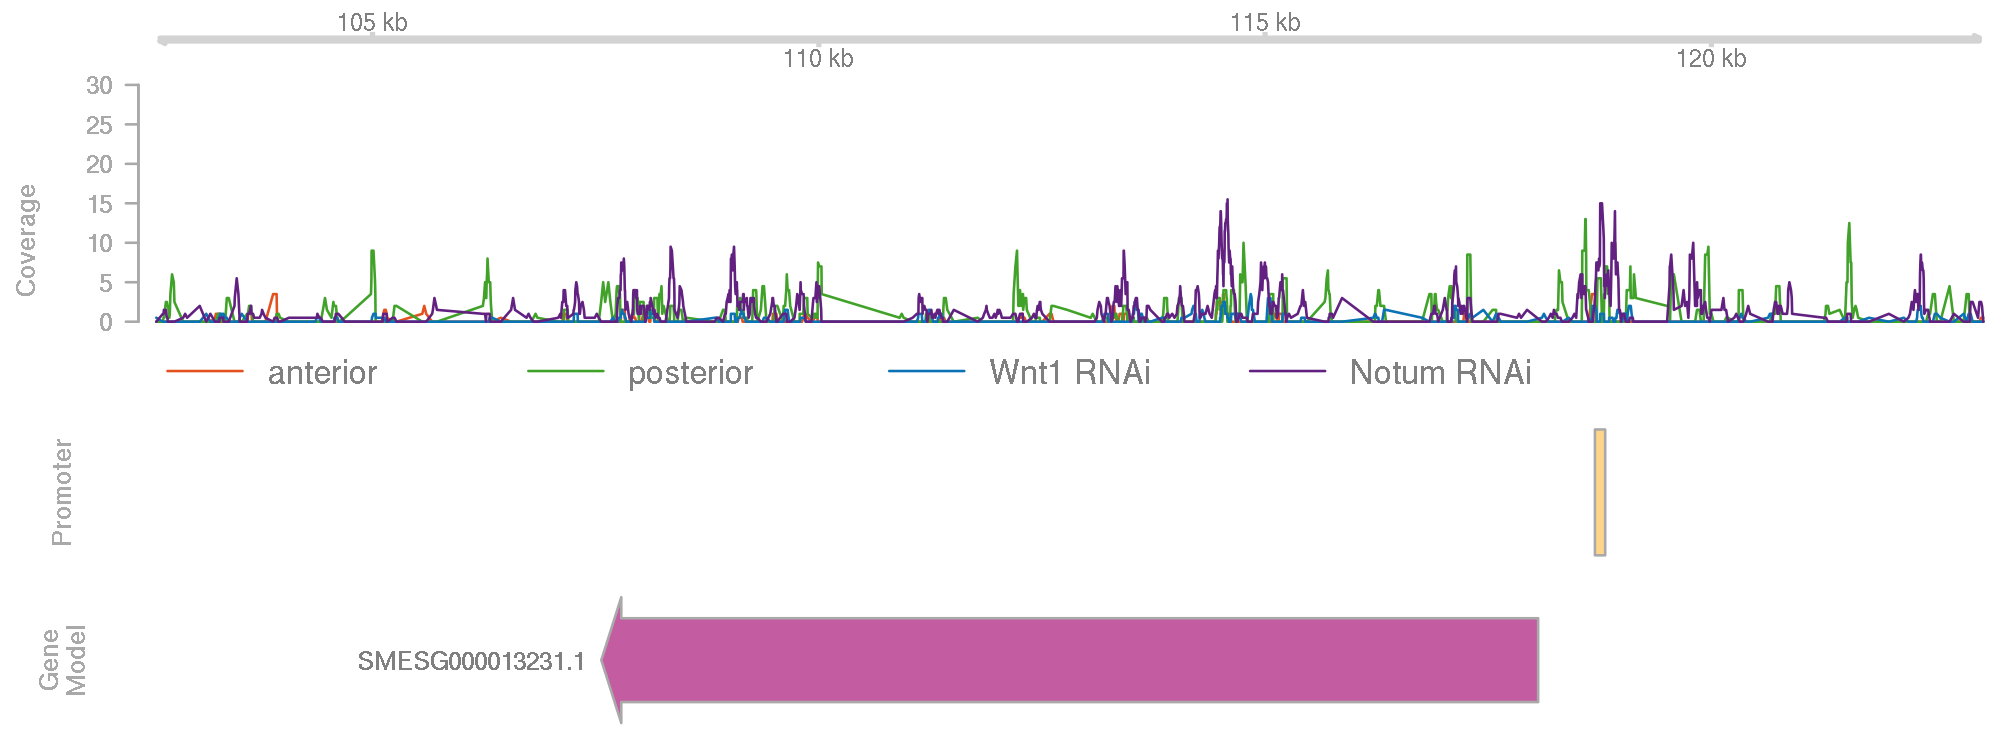 105 kb
115 kb
110 kb
120 kb
30
25
20
15
10
5
0
Coverage
anterior
posterior
Wnt1 RNAi
Notum RNAi
Promoter
Gene
Model
SMESG000013231.1